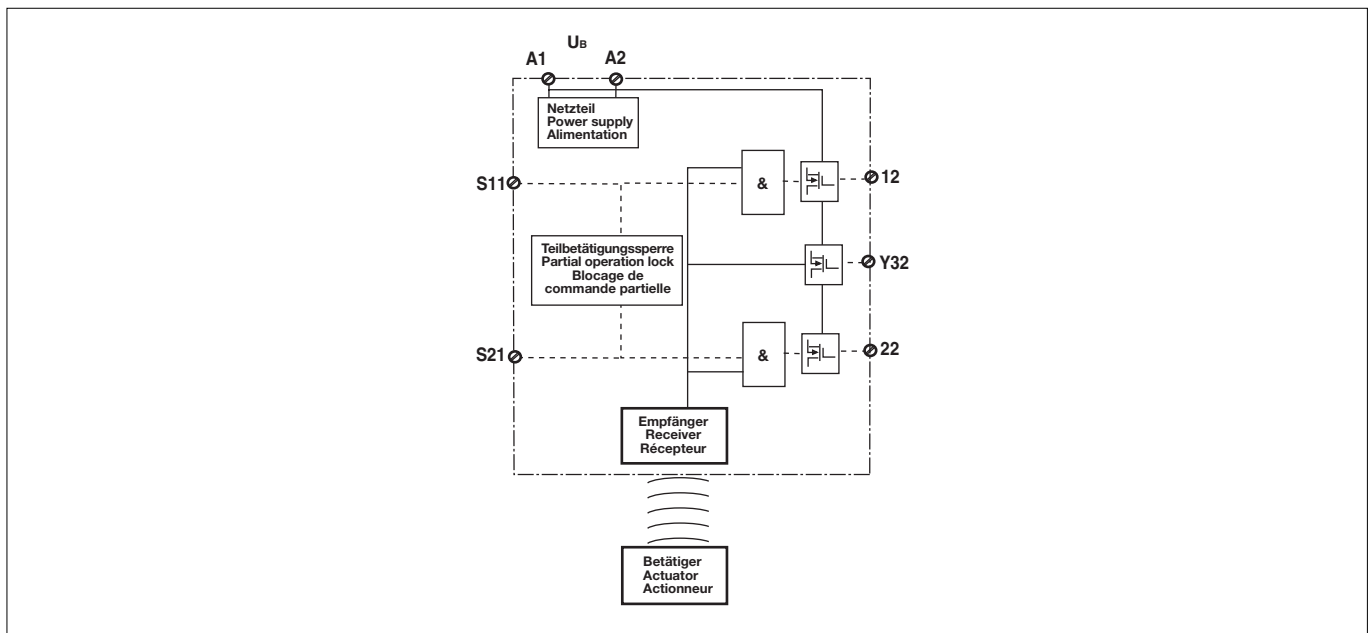 UB
A1
A2
Netzteil
Power supply
Alimentation
S11
&
12
Teilbetätigungssperre
Partial operation lock
Blocage de
commande partielle
Y32
S21
&
22
Empfänger
Receiver
Récepteur
Betätiger
Actuator
Actionneur